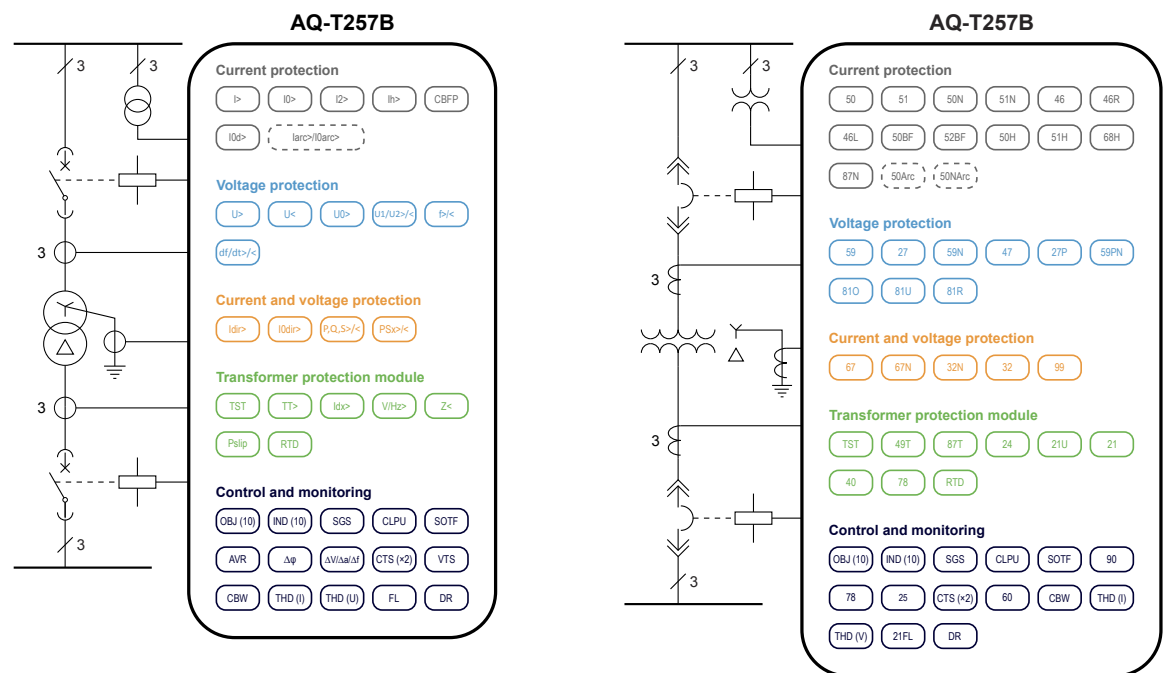 AQ-T257B
3
3
3
3
3
Current protection
I>
I0>
I2>
Ih>
CBFP
I0d>
Iarc>/I0arc>
Voltage protection
U>
U<
U0>
U1/U2>/<
f>/<
df/dt>/<
Current and voltage protection
Idir>
I0dir>
P,Q,S>/<
PSx>/<
Transformer protection module
TST
TT>
Idx>
V/Hz>
Z<
Pslip
RTD
Control and monitoring
OBJ (10)
IND (10)
SGS
CLPU
SOTF
AVR
Δφ
ΔV/Δa/Δf
CTS (×2)
VTS
CBW
THD (I)
THD (U)
FL
DR
AQ-T257B
3
3
3
3
3
Current protection
50
51
50N
51N
46
46R
46L
50BF
52BF
50H
51H
68H
87N
50Arc
50NArc
Voltage protection
59
27
59N
47
27P
59PN
81O
81U
81R
Current and voltage protection
67
67N
32N
32
99
Transformer protection module
TST
49T
87T
24
21U
21
40
78
RTD
Control and monitoring
OBJ (10)
IND (10)
SGS
CLPU
SOTF
90
78
25
CTS (×2)
60
CBW
THD (I)
THD (V)
21FL
DR